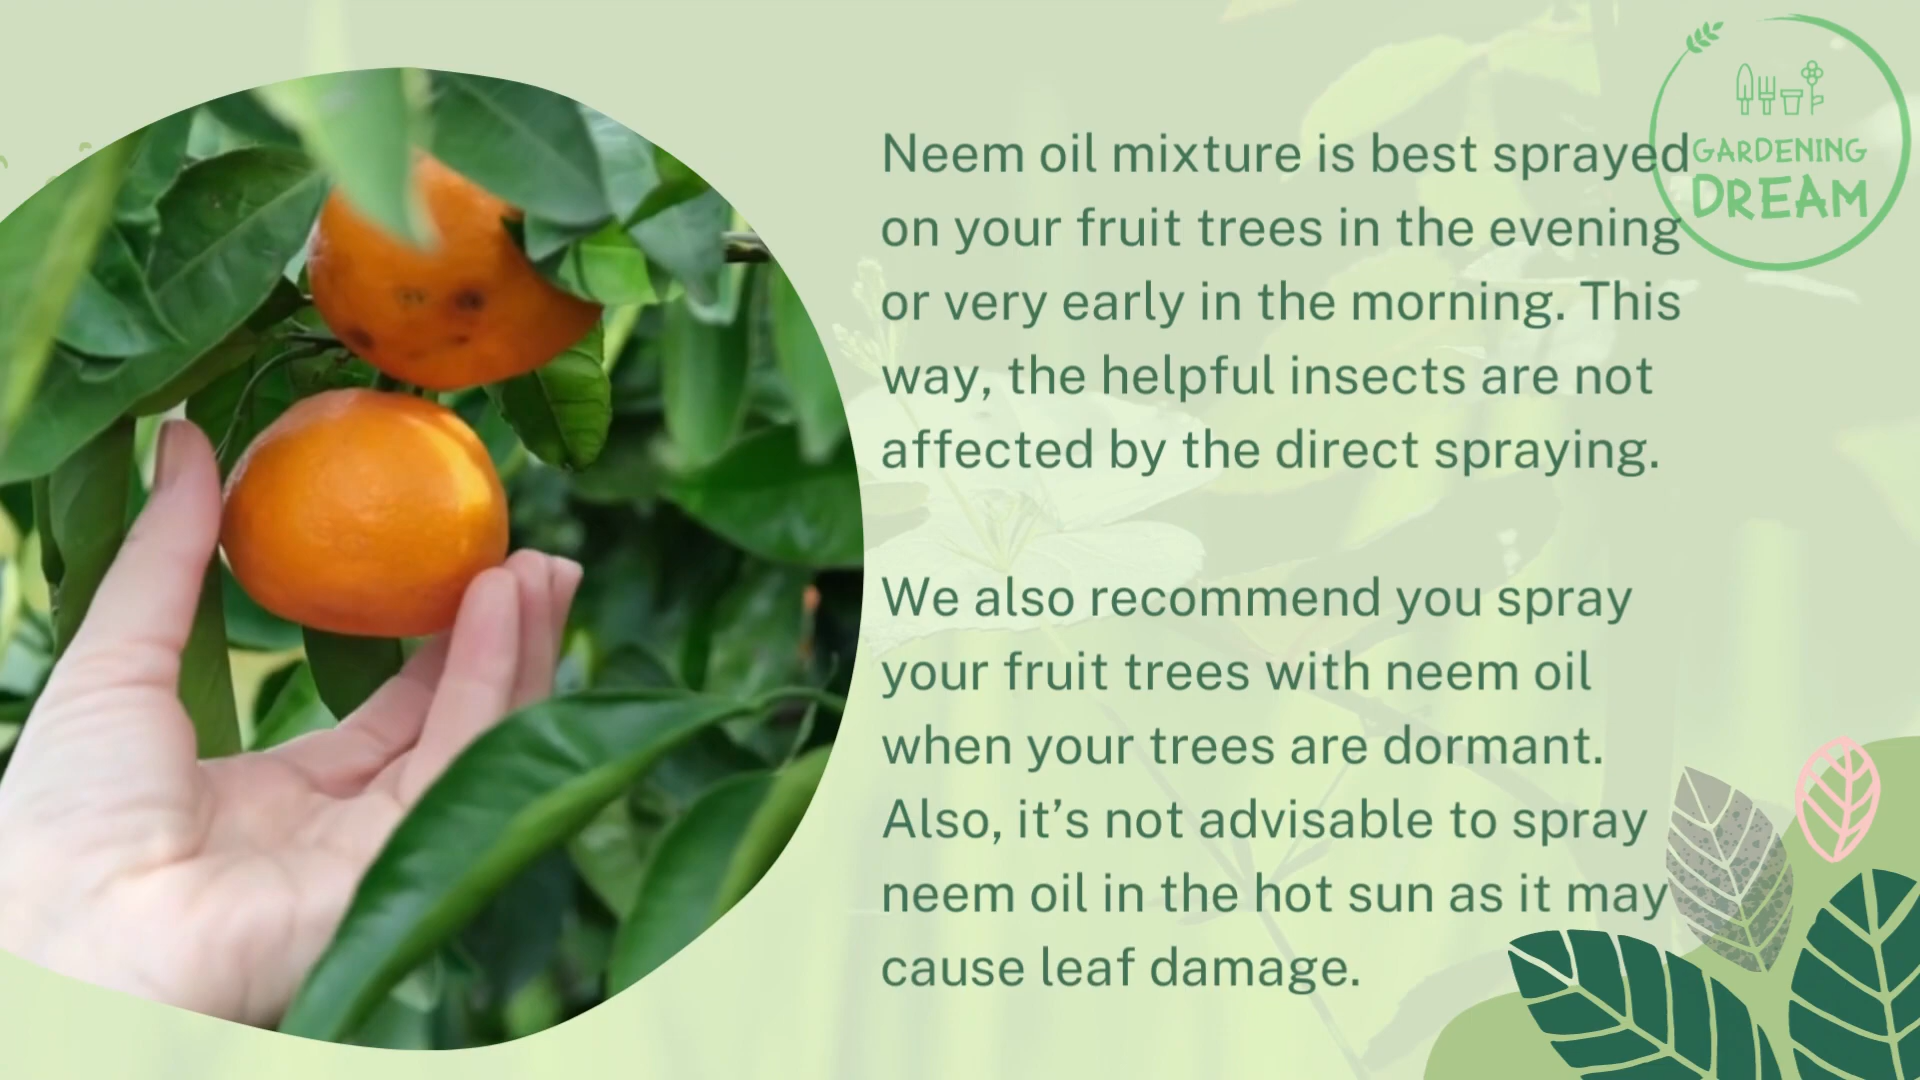 GARDENING
DREAM
Neem oil mixture is best sprayed
on your fruit trees in the evening
or very early in the morning. This
way, the helpful insects are not
affected by the direct spraying.
We also recommend you spray
your fruit trees with neem oil
when your trees are dormant.
Also, it’s not advisable to spray
neem oil in the hot sun as it may
cause leaf damage.